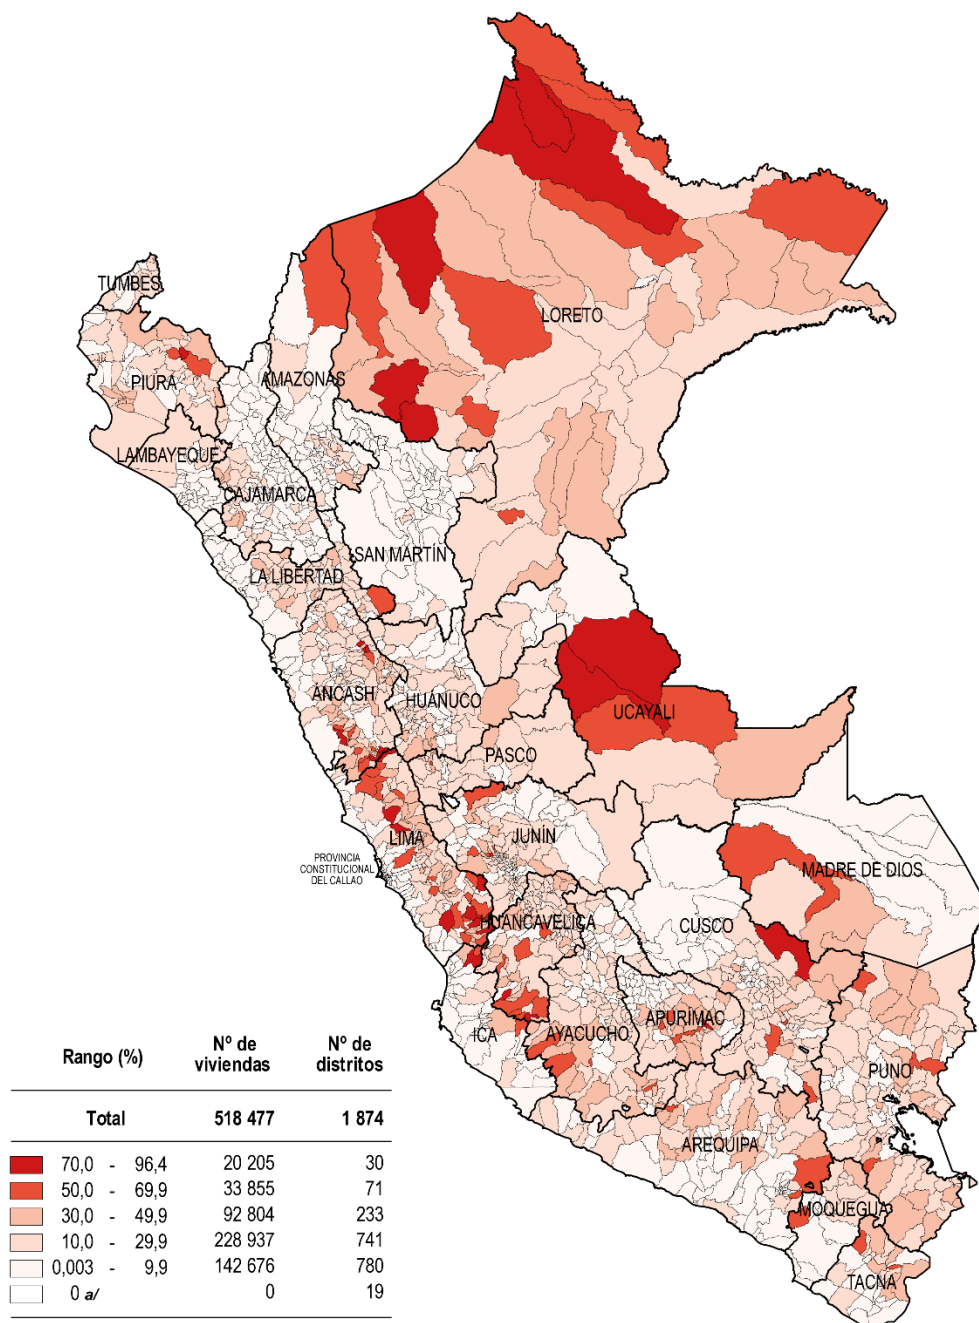 TUMBES
LORETO
PIURA
AMAZONAS
LAMBAYEQUE
CAJAMARCA
SAN MARTÍN
LA LIBERTAD
ÁNCASH
HUÁNUCO
UCAYALI
PASCO
LIMA
JUNÍN
PROVINCIA
CONSTITUCIONAL
DEL CALLAO
MADRE DE DIOS
HUANCAVELICA
CUSCO
ICA
AYACUCHO
APURÍMAC
PUNO
AREQUIPA
MOQUEGUA
TACNA
Rango (%) Nº de viviendas Nº de distritos
Total 518 477 1 874
70,0 - 96,4 20 205 30
50,0 - 69,9 33 855 71
30,0 - 49,9 92 804 233
10,0 - 29,9 228 937 741
0,003 - 9,9 142 676 780
0 a/ 0 19